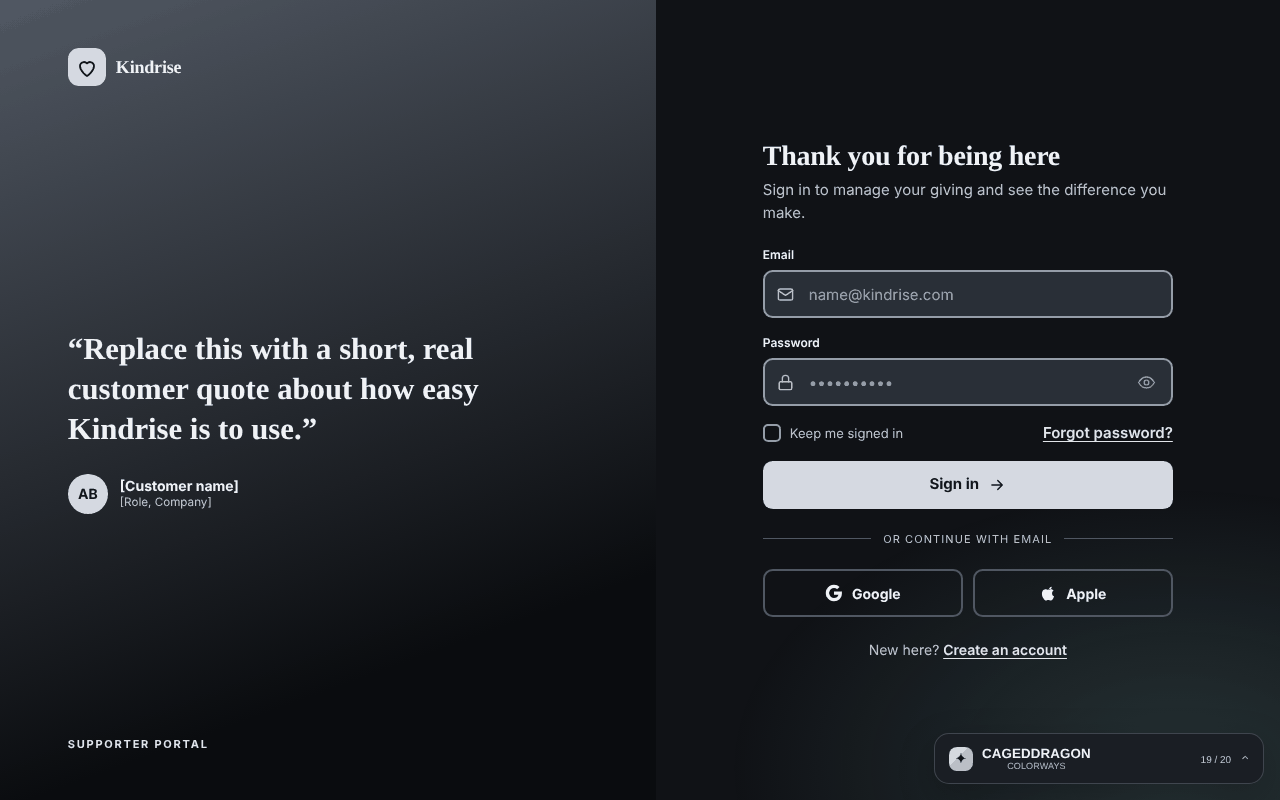 Kindrise
“Replace this with a short, real
customer quote about how easy
Kindrise is to use.”
AB
[Customer name]
[Role, Company]
SUPPORTER PORTAL
Thank you for being here
Sign in to manage your giving and see the difference you
make.
Email
name@kindrise.com
Password
Keep me signed in
Forgot password?
Sign in
OR CONTINUE WITH EMAIL
Google
Apple
New here? Create an account
CAGEDDRAGON
COLORWAYS
19 / 20